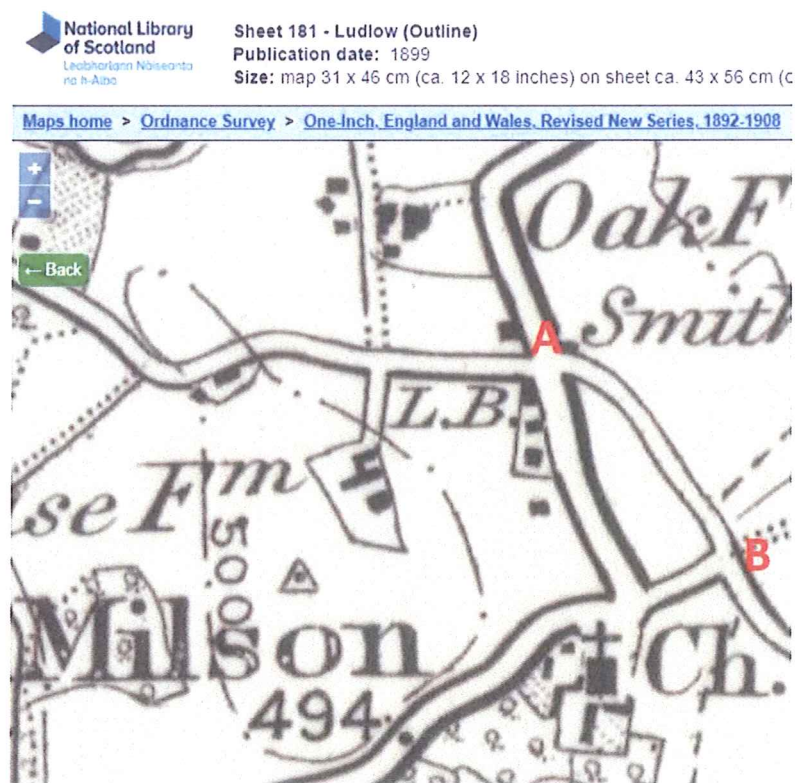 National Library
of Scotland
Leabharlann Nàiseanta
na h-Alba
Sheet 181 - Ludlow (Outline)
Publication date: 1899
Size: map 31 x 46 cm (ca. 12 x 18 inches) on sheet ca. 43 x 56 cm (c
Maps home > Ordnance Survey > One-Inch, England and Wales, Revised New Series, 1892-1908
+
−
←Back
Oak F
Smith
A
L.B.
se Fm
500
B
Milson
Ch.
494